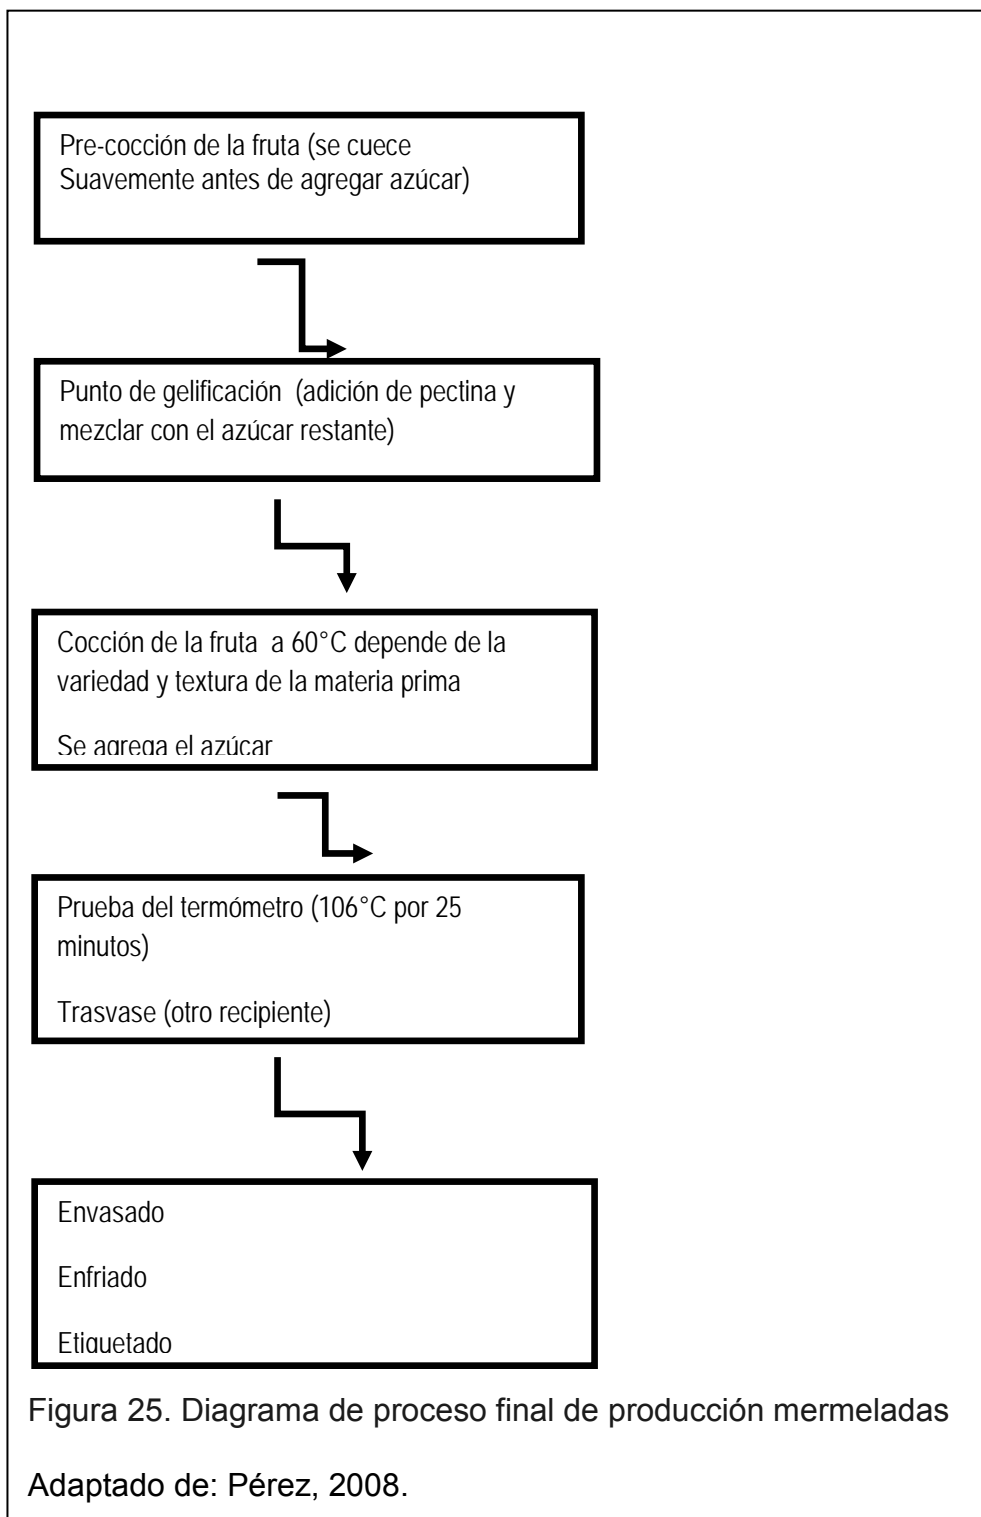 Pre-cocción de la fruta (se cuece
Suavemente antes de agregar azúcar)
Punto de gelificación (adición de pectina y
mezclar con el azúcar restante)
Cocción de la fruta a 60°C depende de la
variedad y textura de la materia prima
Se agrega el azúcar
Prueba del termómetro (106°C por 25
minutos)
Trasvase (otro recipiente)
Envasado
Enfriado
Etiquetado
Figura 25. Diagrama de proceso final de producción mermeladas
Adaptado de: Pérez, 2008.